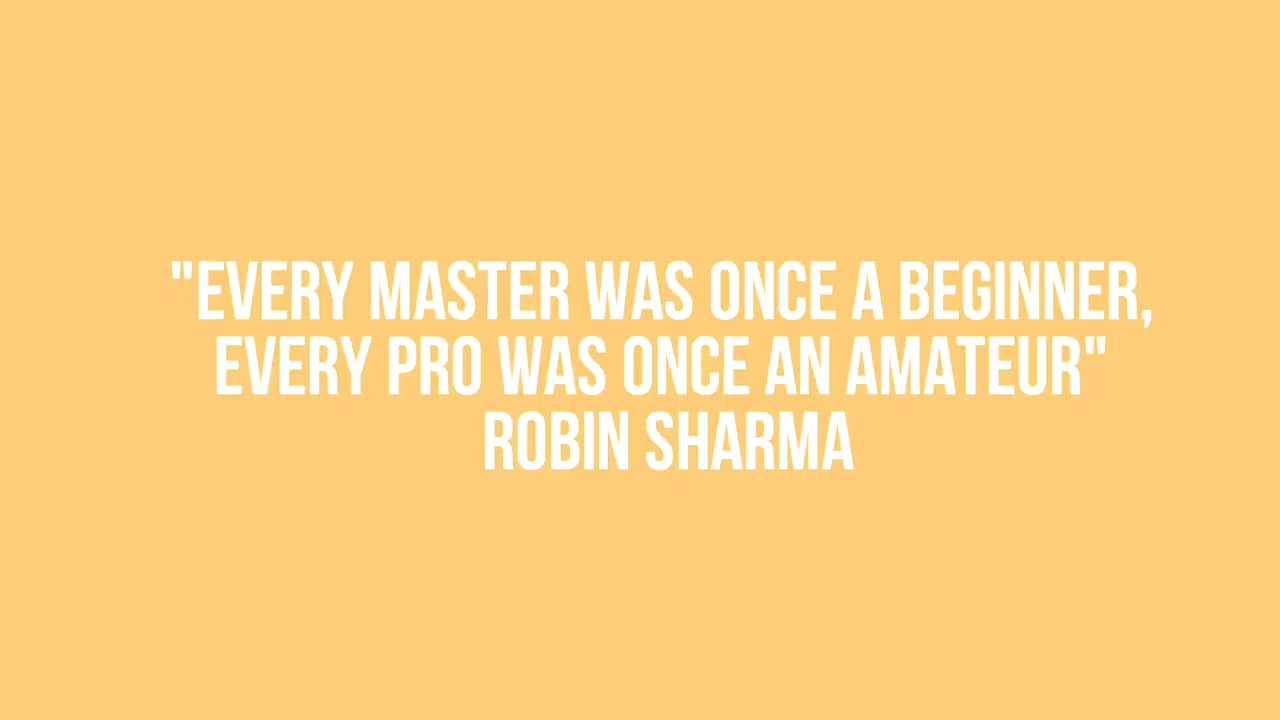 "EVERY MASTER WAS ONCE A BEGINNER,
EVERY PRO WAS ONCE AN AMATEUR"
ROBIN SHARMA